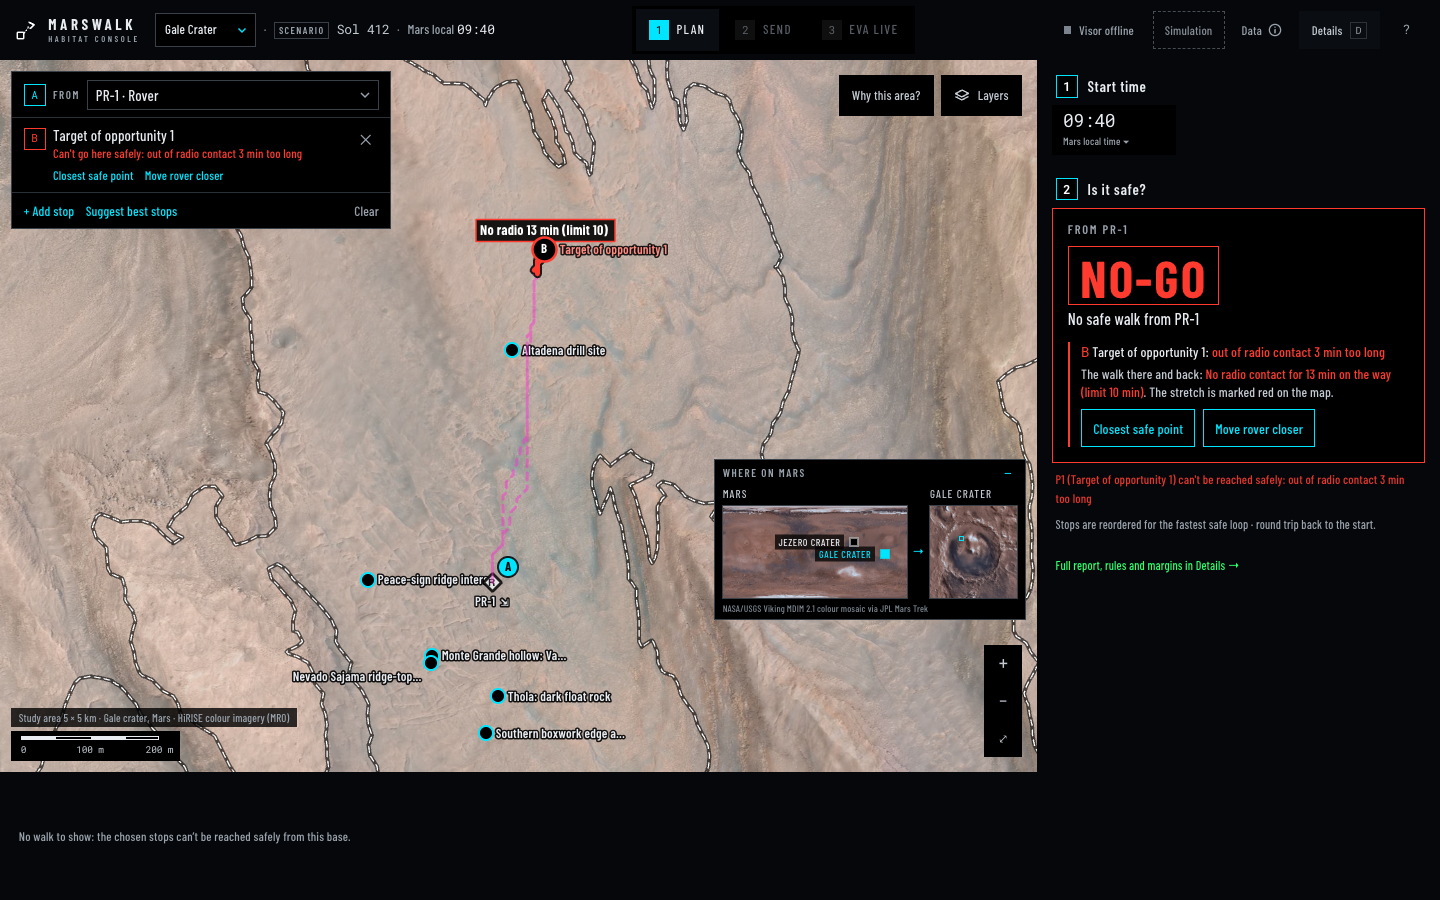 MARSWALK
HABITAT CONSOLE
Gale Crater
· SCENARIO Sol 412 · Mars local 09:40
1 PLAN
2 SEND
3 EVA LIVE
Visor offline
Simulation
Data
Details D
?
A FROM PR-1 · Rover
B Target of opportunity 1
Can't go here safely: out of radio contact 3 min too long
Closest safe point Move rover closer
+ Add stop Suggest best stops Clear
Why this area?
Layers
No radio 13 min (limit 10)
B Target of opportunity 1
Altadena drill site
A
Peace-sign ridge inter
PR-1
Monte Grande hollow: Va...
Nevado Sajama ridge-top...
Thola: dark float rock
Southern boxwork edge a...
WHERE ON MARS
MARS
GALE CRATER
JEZERO CRATER
GALE CRATER
→
NASA/USGS Viking MDIM 2.1 colour mosaic via JPL Mars Trek
+
−
Study area 5 × 5 km · Gale crater, Mars · HiRISE colour imagery (MRO)
0 100 m 200 m
1 Start time
09:40
Mars local time
2 Is it safe?
FROM PR-1
NO-GO
No safe walk from PR-1
B Target of opportunity 1: out of radio contact 3 min too long
The walk there and back: No radio contact for 13 min on the way
(limit 10 min). The stretch is marked red on the map.
Closest safe point
Move rover closer
P1 (Target of opportunity 1) can't be reached safely: out of radio contact 3 min
too long
Stops are reordered for the fastest safe loop · round trip back to the start.
Full report, rules and margins in Details →
No walk to show: the chosen stops can't be reached safely from this base.